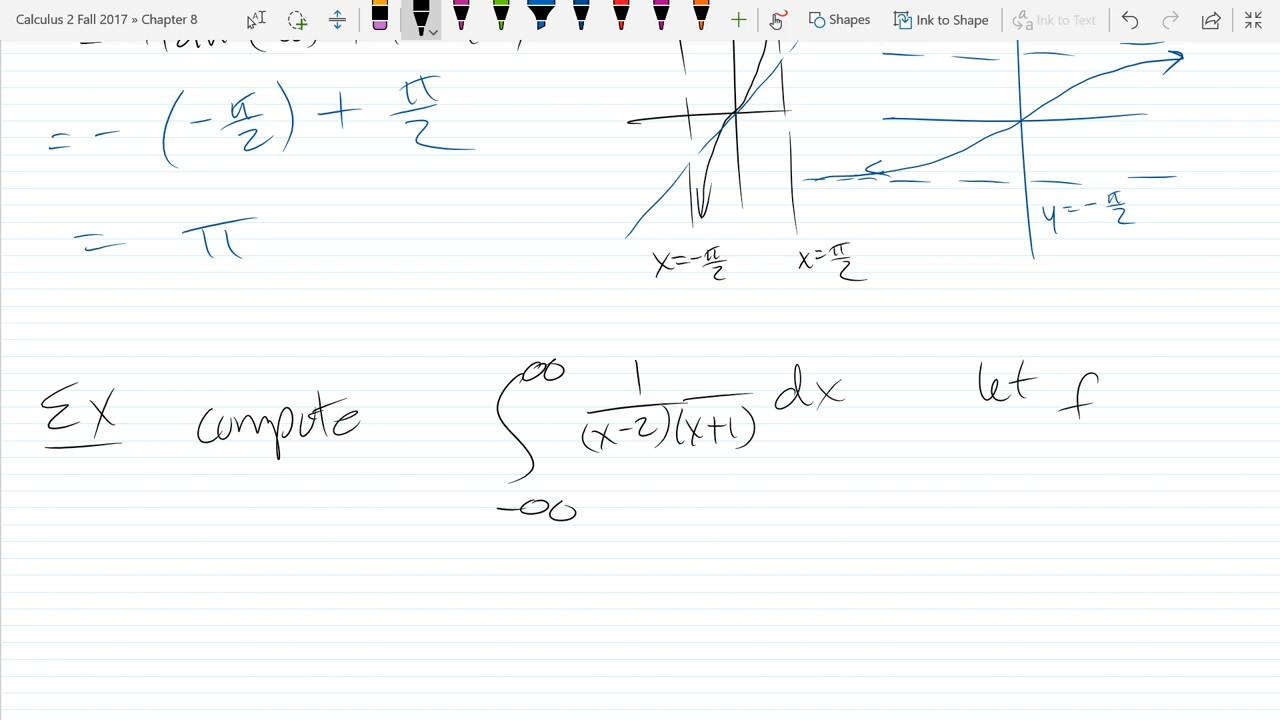 Calculus 2 Fall 2017 » Chapter 8
Shapes
Ink to Shape
Ink to Text
= - (-π/2) + π/2
= π
x=-π/2
x=π/2
y=-π/2
EX compute ∫_{-∞}^{∞} 1/((x-2)(x+1)) dx let f